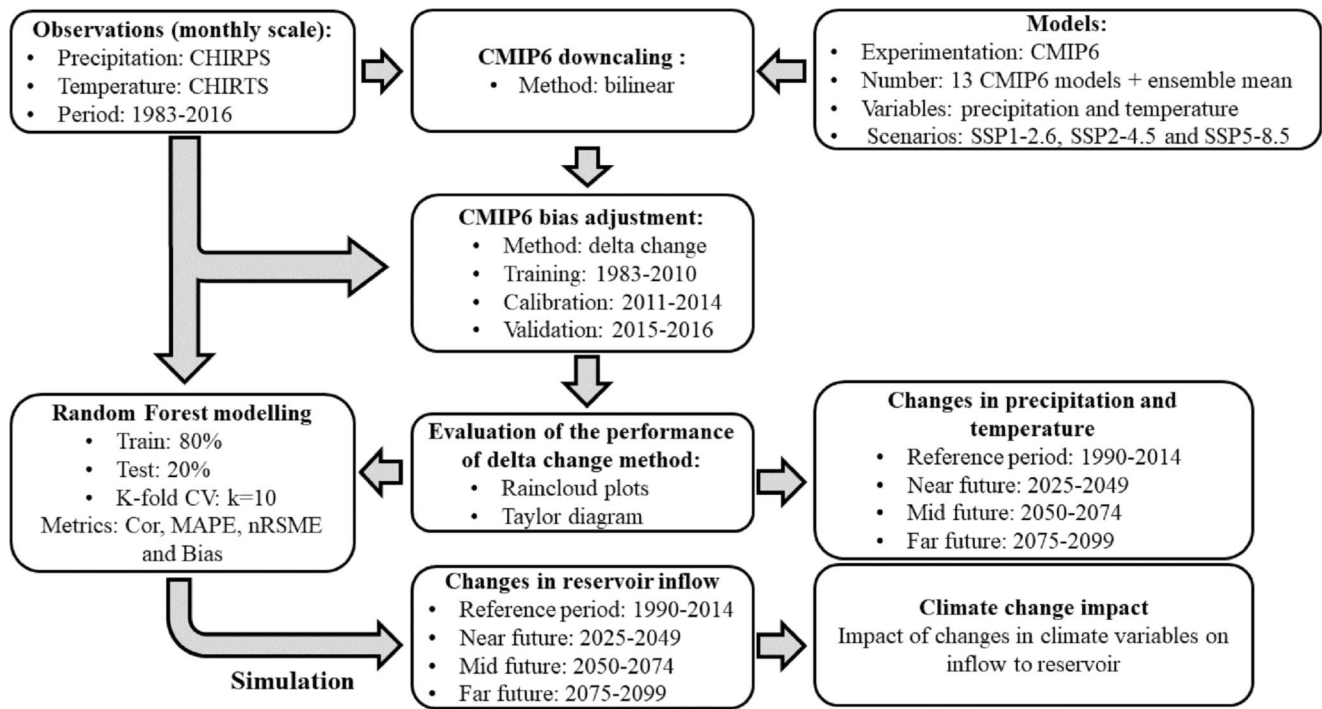 Observations (monthly scale):
• Precipitation: CHIRPS
• Temperature: CHIRTS
• Period: 1983-2016
CMIP6 downcaling :
• Method: bilinear
Models:
• Experimentation: CMIP6
• Number: 13 CMIP6 models + ensemble mean
• Variables: precipitation and temperature
• Scenarios: SSP1-2.6, SSP2-4.5 and SSP5-8.5
CMIP6 bias adjustment:
• Method: delta change
• Training: 1983-2010
• Calibration: 2011-2014
• Validation: 2015-2016
Random Forest modelling
• Train: 80%
• Test: 20%
• K-fold CV: k=10
Metrics: Cor, MAPE, nRSME
and Bias
Evaluation of the performance
of delta change method:
• Raincloud plots
• Taylor diagram
Changes in precipitation and
temperature
• Reference period: 1990-2014
• Near future: 2025-2049
• Mid future: 2050-2074
• Far future: 2075-2099
Simulation
Changes in reservoir inflow
• Reference period: 1990-2014
• Near future: 2025-2049
• Mid future: 2050-2074
• Far future: 2075-2099
Climate change impact
Impact of changes in climate variables on
inflow to reservoir